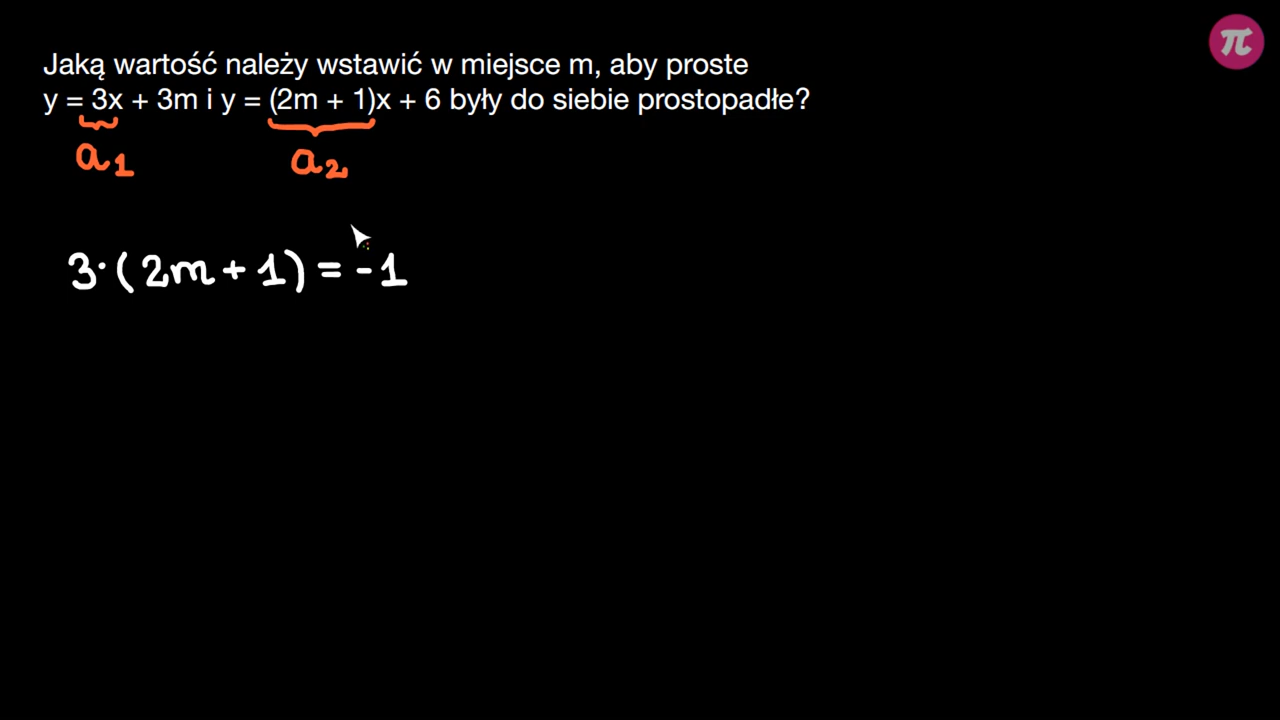 Jaką wartość należy wstawić w miejsce m, aby proste
y = 3x + 3m i y = (2m + 1)x + 6 były do siebie prostopadłe?
a1 a2
3·(2m+1)=-1
π